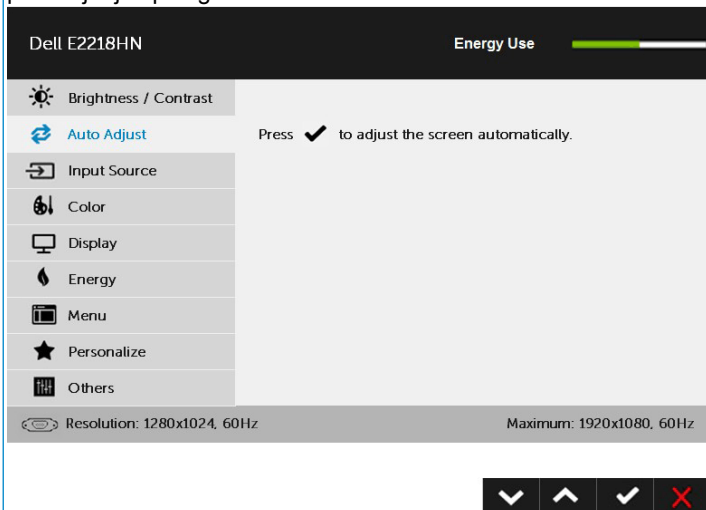 Dell E2218HN
Energy Use
Brightness / Contrast
Auto Adjust
Press to adjust the screen automatically.
Input Source
Color
Display
Energy
Menu
Personalize
Others
Resolution: 1280x1024, 60Hz
Maximum: 1920x1080, 60Hz